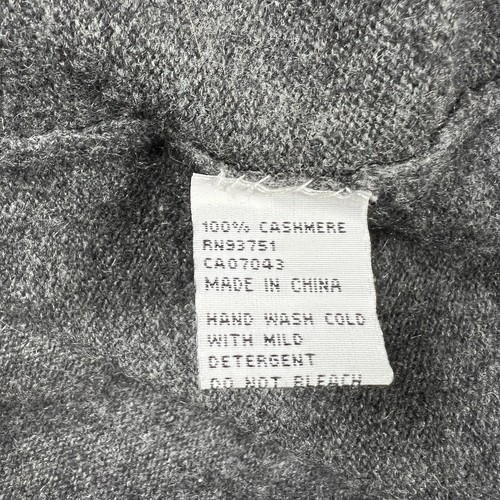 100% CASHMERE
RN93751
CA07043
MADE IN CHINA
HAND WASH COLD
WITH MILD
DETERGENT
DO NOT BLEACH